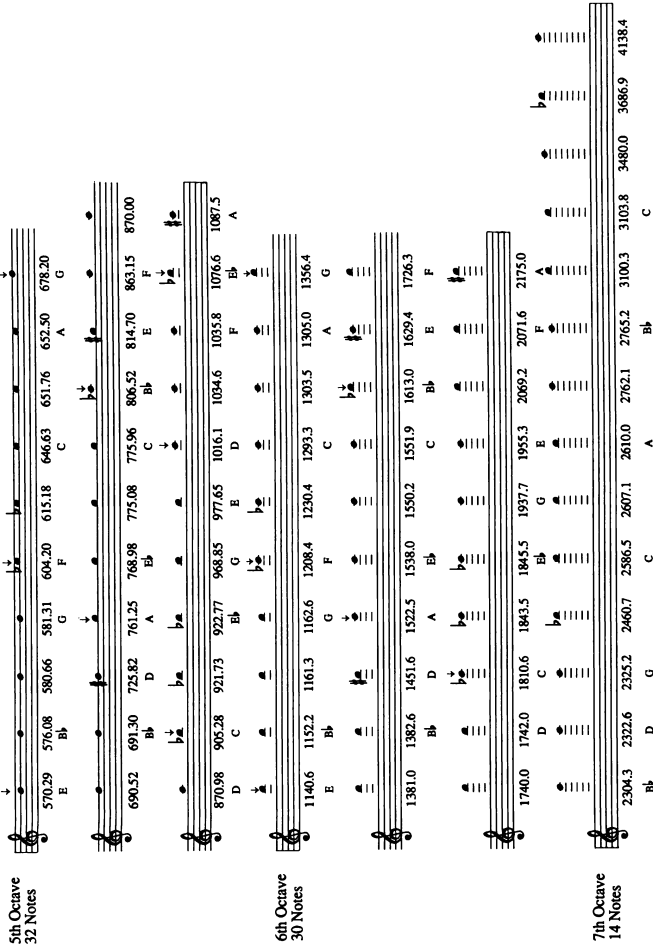 5th Octave
32 Notes
570.29 576.08 580.66 581.31 604.20 615.18 646.63 651.76 652.50 678.20
E B♭ G F C A G
690.52 691.30 725.82 761.25 768.98 775.08 775.96 806.52 814.70 863.15 870.00
B♭ D A E♭ C B♭ E F
870.98 905.28 921.73 922.77 968.85 977.65 1016.1 1034.6 1035.8 1076.6 1087.5
D C E♭ G E D F E♭ A
6th Octave
30 Notes
1140.6 1152.2 1161.3 1162.6 1208.4 1230.4 1293.3 1303.5 1305.0 1356.4
E B♭ G F C A G
1381.0 1382.6 1451.6 1522.5 1538.0 1550.2 1551.9 1613.0 1629.4 1726.3
B♭ D A E♭ C B♭ E F
1740.0 1742.0 1810.6 1843.5 1845.5 1937.7 1955.3 2069.2 2071.6 2175.0
D C E♭ G E F A
7th Octave
14 Notes
2304.3 2322.6 2325.2 2460.7 2586.5 2607.1 2610.0 2762.1 2765.2 3100.3 3103.8 3480.0 3686.9 4138.4
B♭ D G C A B♭ C